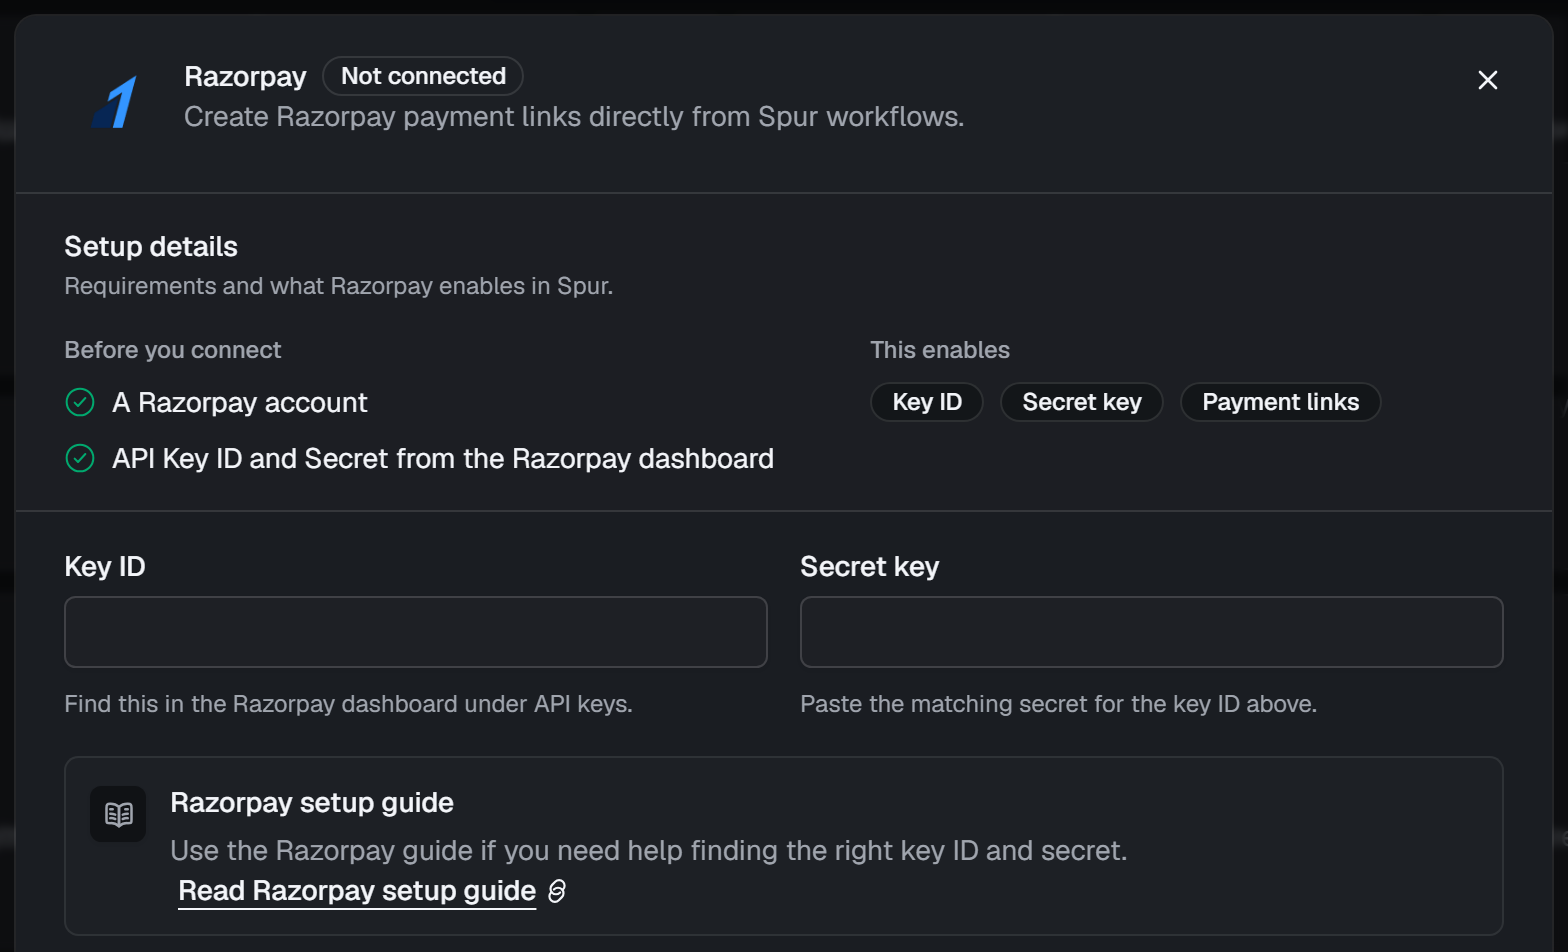 Razorpay
Not connected
Create Razorpay payment links directly from Spur workflows.
Setup details
Requirements and what Razorpay enables in Spur.
Before you connect
A Razorpay account
API Key ID and Secret from the Razorpay dashboard
This enables
Key ID
Secret key
Payment links
Key ID
Find this in the Razorpay dashboard under API keys.
Secret key
Paste the matching secret for the key ID above.
Razorpay setup guide
Use the Razorpay guide if you need help finding the right key ID and secret.
Read Razorpay setup guide